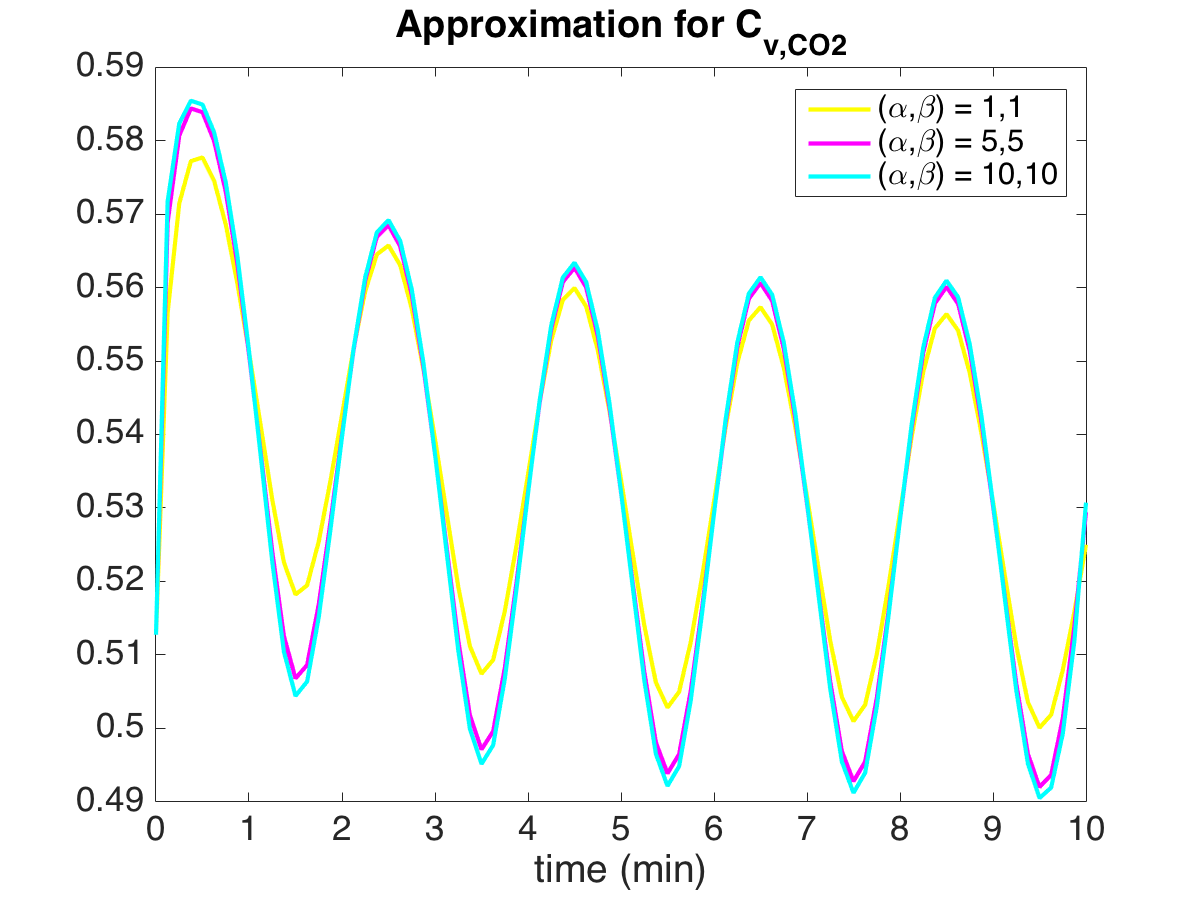 Approximation for C_v,CO2
0.59
0.58
0.57
0.56
0.55
0.54
0.53
0.52
0.51
0.5
0.49
(α,β) = 1,1
(α,β) = 5,5
(α,β) = 10,10
0 1 2 3 4 5 6 7 8 9 10
time (min)